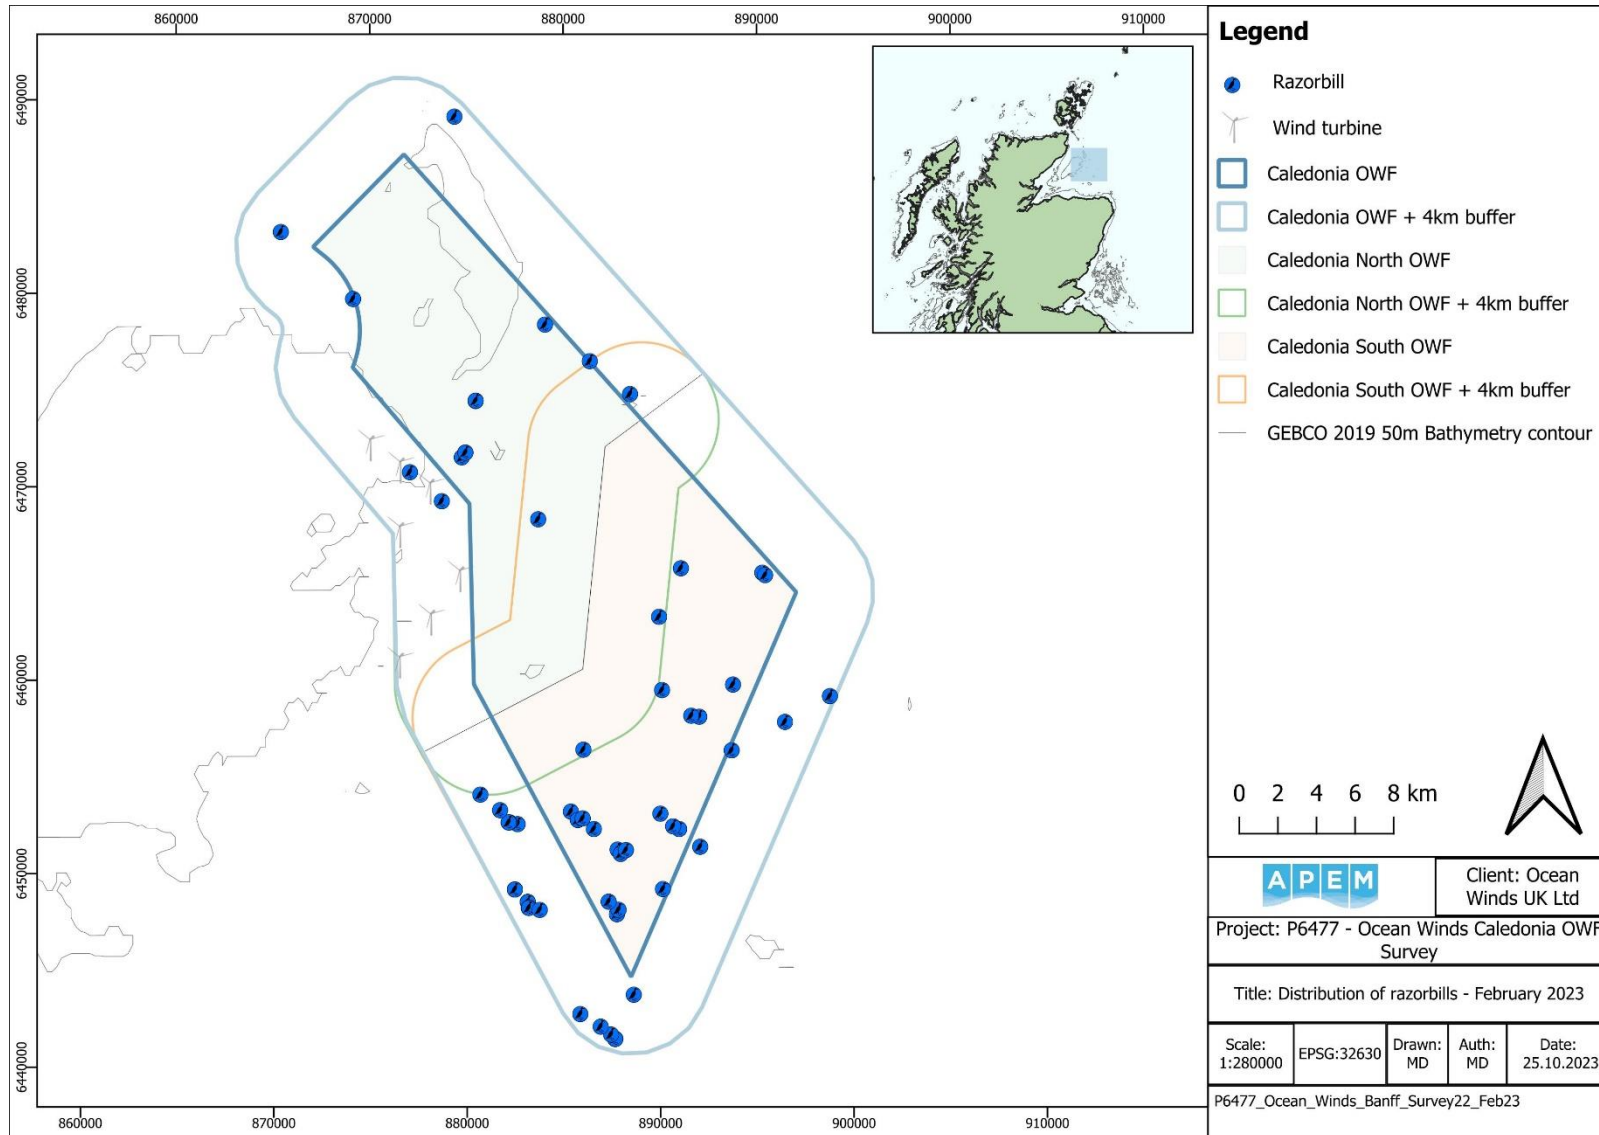 860000 870000 880000 890000 900000 910000
6490000
6480000
6470000
6460000
6450000
6440000
860000 870000 880000 890000 900000 910000
Legend
Razorbill
Wind turbine
Caledonia OWF
Caledonia OWF + 4km buffer
Caledonia North OWF
Caledonia North OWF + 4km buffer
Caledonia South OWF
Caledonia South OWF + 4km buffer
GEBCO 2019 50m Bathymetry contour
0 2 4 6 8 km
APEM
Client: Ocean
Winds UK Ltd
Project: P6477 - Ocean Winds Caledonia OWF
Survey
Title: Distribution of razorbills - February 2023
Scale:
1:280000
EPSG:32630
Drawn:
MD
Auth:
MD
Date:
25.10.2023
P6477_Ocean_Winds_Banff_Survey22_Feb23